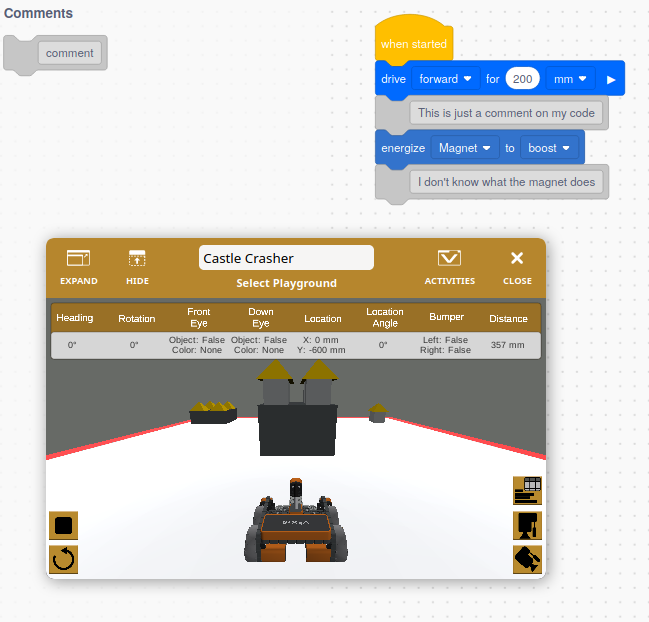 Comments
comment
when started
drive forward for 200 mm
This is just a comment on my code
energize Magnet to boost
I don't know what the magnet does
Castle Crasher
EXPAND HIDE Select Playground ACTIVITIES CLOSE
Heading Rotation Front Eye Down Eye Location Location Angle Bumper Distance
0° 0° Object: False Color: None Object: False Color: None X: 0 mm Y: -600 mm 0° Left: False Right: False 357 mm